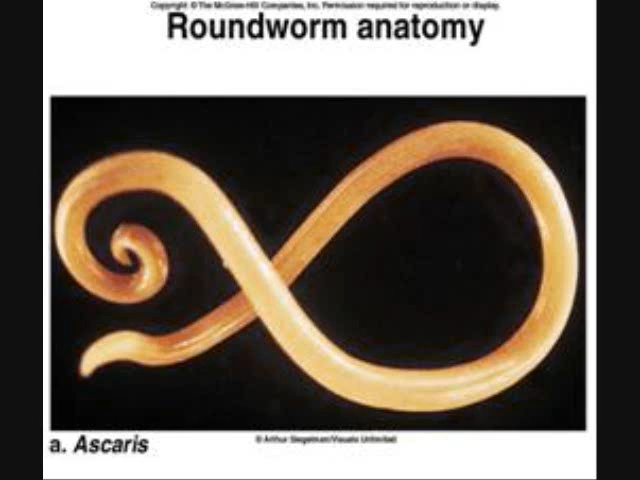 Copyright © The McGraw-Hill Companies, Inc. Permission required for reproduction or display.
Roundworm anatomy
a. Ascaris
© Arthur Siegelman/Visuals Unlimited